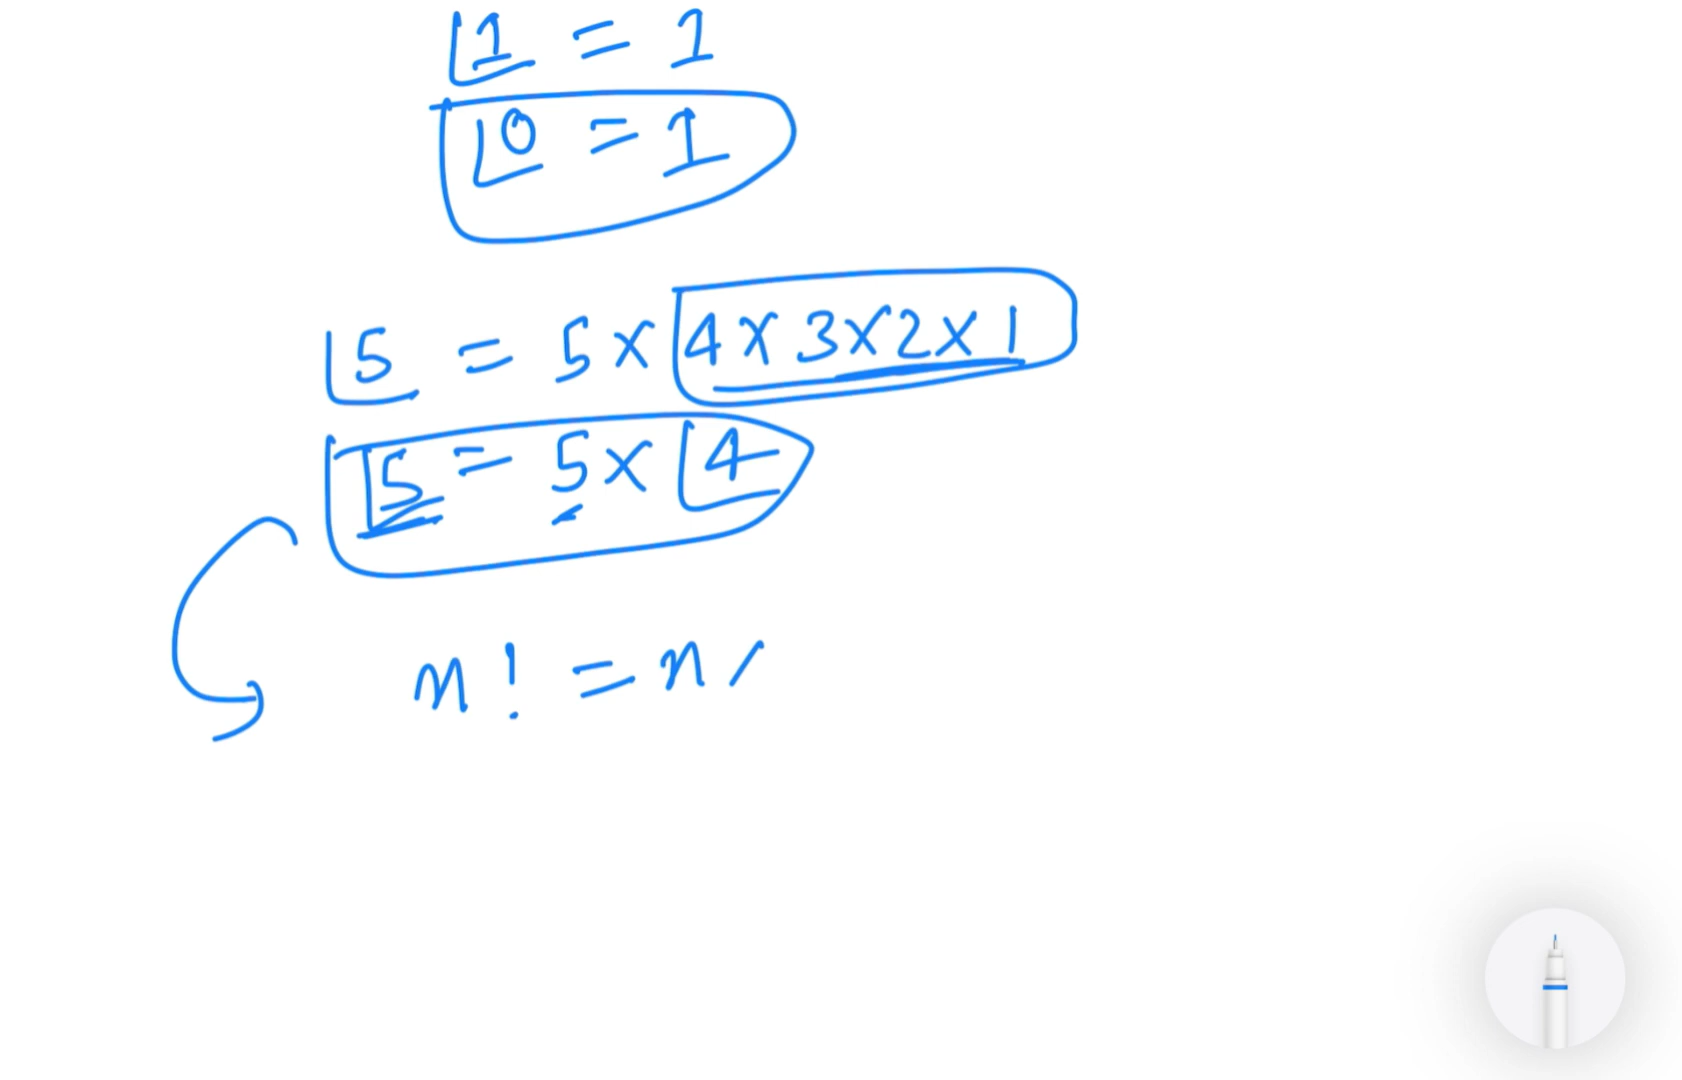 ⌊1 = 1
⌊0 = 1
⌊5 = 5 × 4 × 3 × 2 × 1
⌊5 = 5 × ⌊4
n! = n /